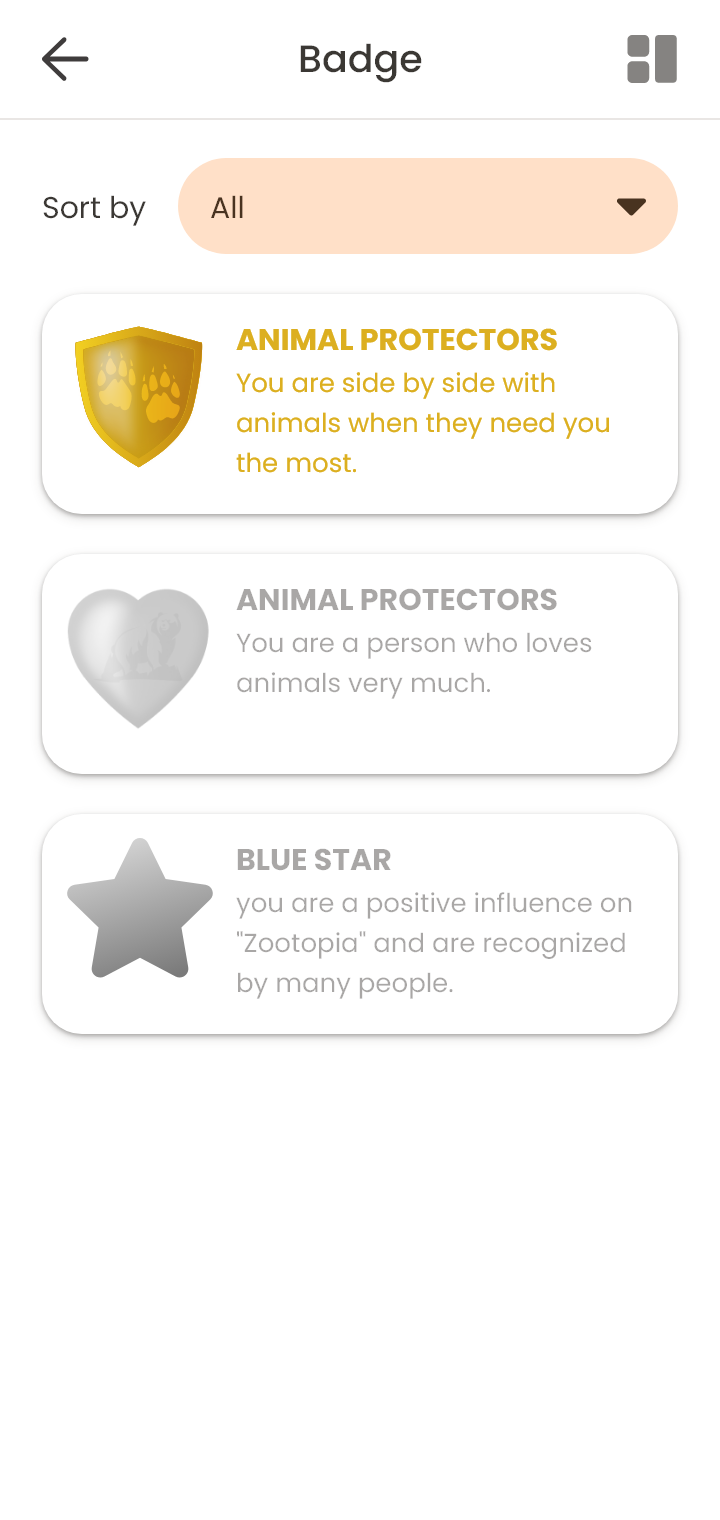 Badge
Sort by
All
ANIMAL PROTECTORS
You are side by side with
animals when they need you
the most.
ANIMAL PROTECTORS
You are a person who loves
animals very much.
BLUE STAR
you are a positive influence on
"Zootopia" and are recognized
by many people.